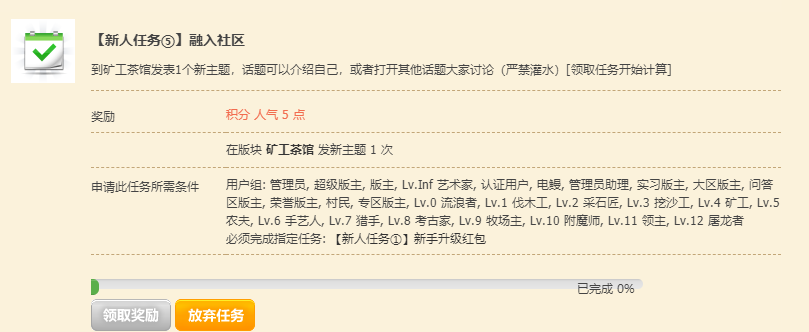 【新人任务⑤】融入社区
到矿工茶馆发表1个新主题，话题可以介绍自己，或者打开其他话题大家讨论（严禁灌水）[领取任务开始计算]
奖励
积分 人气 5 点
在版块 矿工茶馆 发新主题 1 次
申请此任务所需条件
用户组: 管理员, 超级版主, 版主, Lv.Inf 艺术家, 认证用户, 电鳗, 管理员助理, 实习版主, 大区版主, 问答
区版主, 荣誉版主, 村民, 专区版主, Lv.0 流浪者, Lv.1 伐木工, Lv.2 采石匠, Lv.3 挖沙工, Lv.4 矿工, Lv.5
农夫, Lv.6 手艺人, Lv.7 猎手, Lv.8 考古家, Lv.9 牧场主, Lv.10 附魔师, Lv.11 领主, Lv.12 屠龙者
必须完成指定任务: 【新人任务①】新手升级红包
已完成 0%
领取奖励
放弃任务